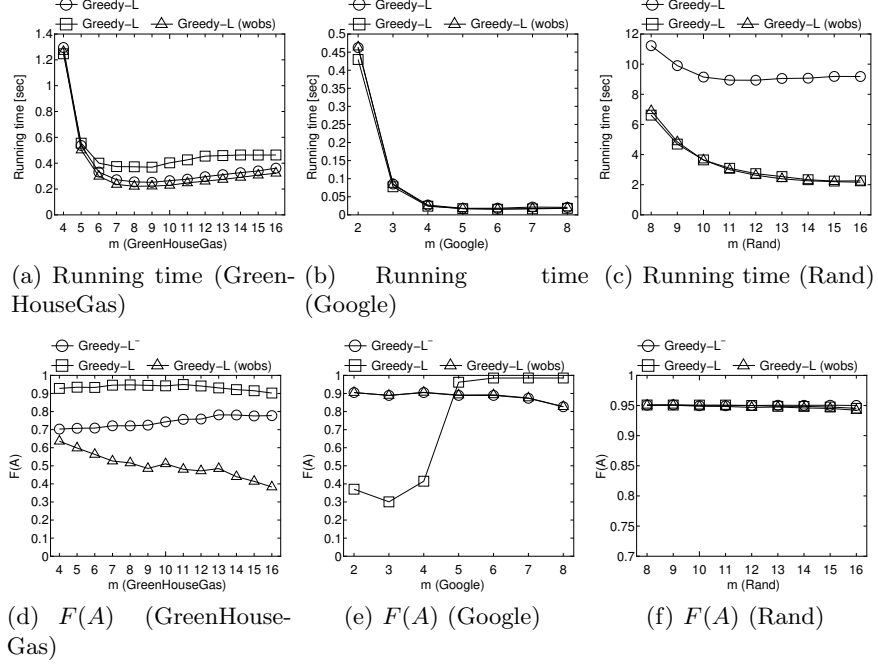 Greedy−L
Greedy−L Greedy−L (wobs)
1.4
1.2
1
0.8
0.6
0.4
0.2
0
Running time [sec]
4 5 6 7 8 9 10 11 12 13 14 15 16
m (GreenHouseGas)
(a) Running time (Green-
HouseGas)
Greedy−L
Greedy−L Greedy−L (wobs)
0.5
0.45
0.4
0.35
0.3
0.25
0.2
0.15
0.1
0.05
0
Running time [sec]
2 3 4 5 6 7 8
m (Google)
(b) Running time
(Google)
Greedy−L
Greedy−L Greedy−L (wobs)
12
10
8
6
4
2
0
Running time [sec]
8 9 10 11 12 13 14 15 16
m (Rand)
(c) Running time (Rand)
Greedy−L⁻
Greedy−L Greedy−L (wobs)
1
0.9
0.8
0.7
0.6
0.5
0.4
0.3
0.2
0.1
0
F(A)
4 5 6 7 8 9 10 11 12 13 14 15 16
m (GreenHouseGas)
(d) F(A) (GreenHouse-
Gas)
Greedy−L⁻
Greedy−L Greedy−L (wobs)
1
0.9
0.8
0.7
0.6
0.5
0.4
0.3
0.2
0.1
0
F(A)
2 3 4 5 6 7 8
m (Google)
(e) F(A) (Google)
Greedy−L⁻
Greedy−L Greedy−L (wobs)
1
0.95
0.9
0.85
0.8
0.75
0.7
F(A)
8 9 10 11 12 13 14 15 16
m (Rand)
(f) F(A) (Rand)